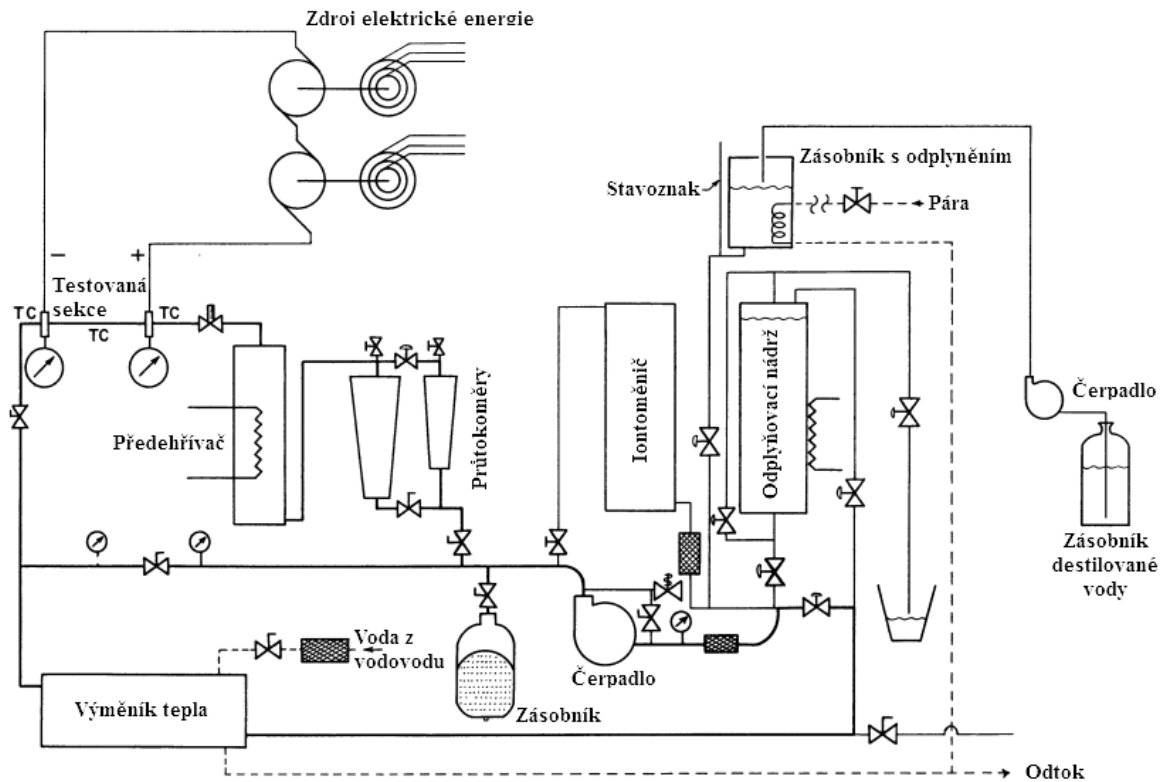 Zdroi elektrické energie
Zásobník s odplyněním
Stavoznak
Pára
− +
Testovaná
sekce
TC TC
TC
Čerpadlo
Předehřívač
Průtokoměry
Iontoměnič
Odplyňovací nádrž
Zásobník
destilované
vody
Voda z
vodovodu
Čerpadlo
Výměník tepla
Zásobník
Odtok